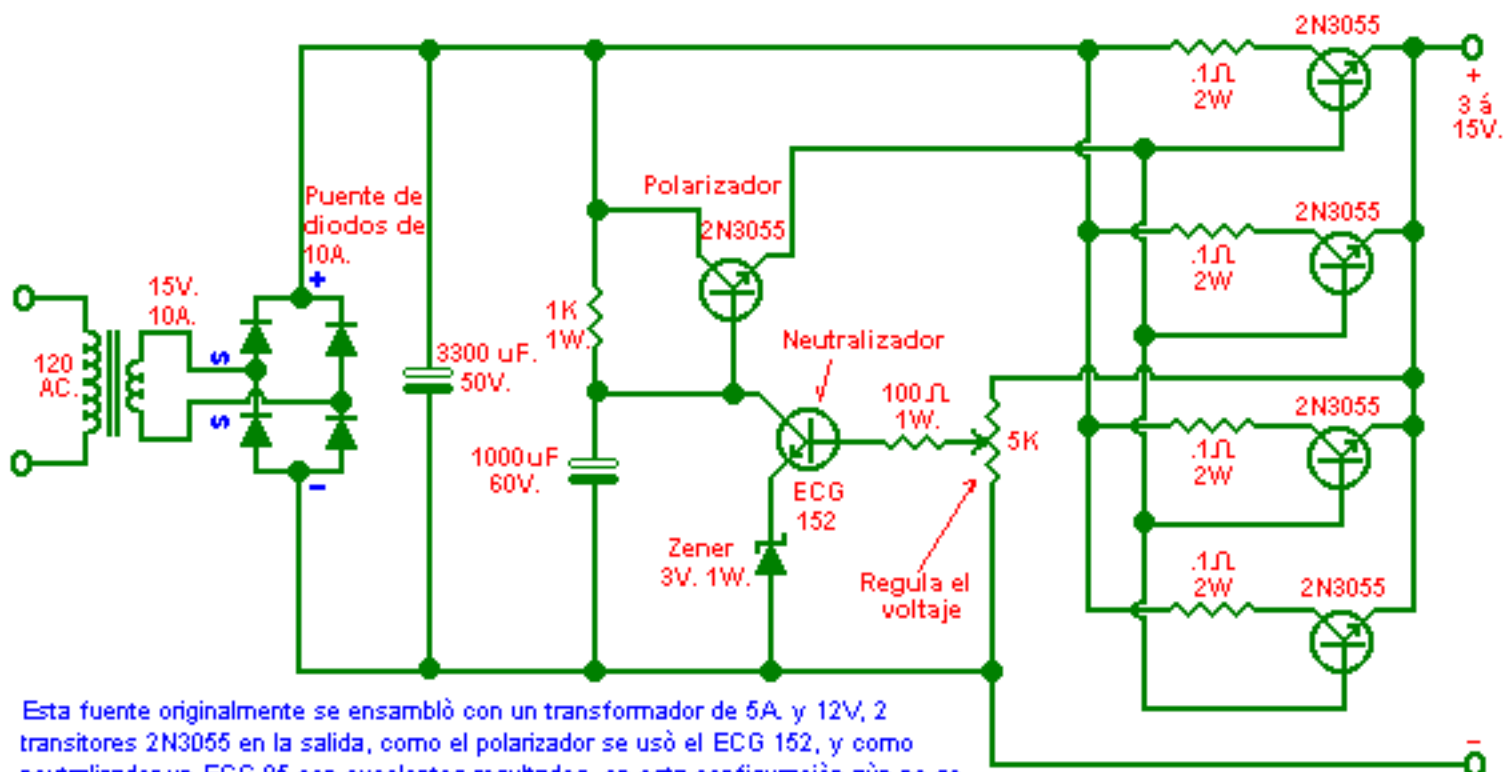 2N3055
.1Ω
2W
+
3 á
15V.
Polarizador
2N3055
Puente de
diodos de
10A.
+
2N3055
.1Ω
2W
15V.
10A.
1K
1W.
Neutralizador
120
AC.
S
S
3300 uF.
50V.
100Ω
1W.
5K
2N3055
.1Ω
2W
1000uF
60V.
ECG
152
-
Zener
3V. 1W.
Regula el
voltaje
.1Ω
2W
2N3055
Esta fuente originalmente se ensamblò con un transformador de 5A. y 12V, 2
transitores 2N3055 en la salida, como el polarizador se usò el ECG 152, y como
-